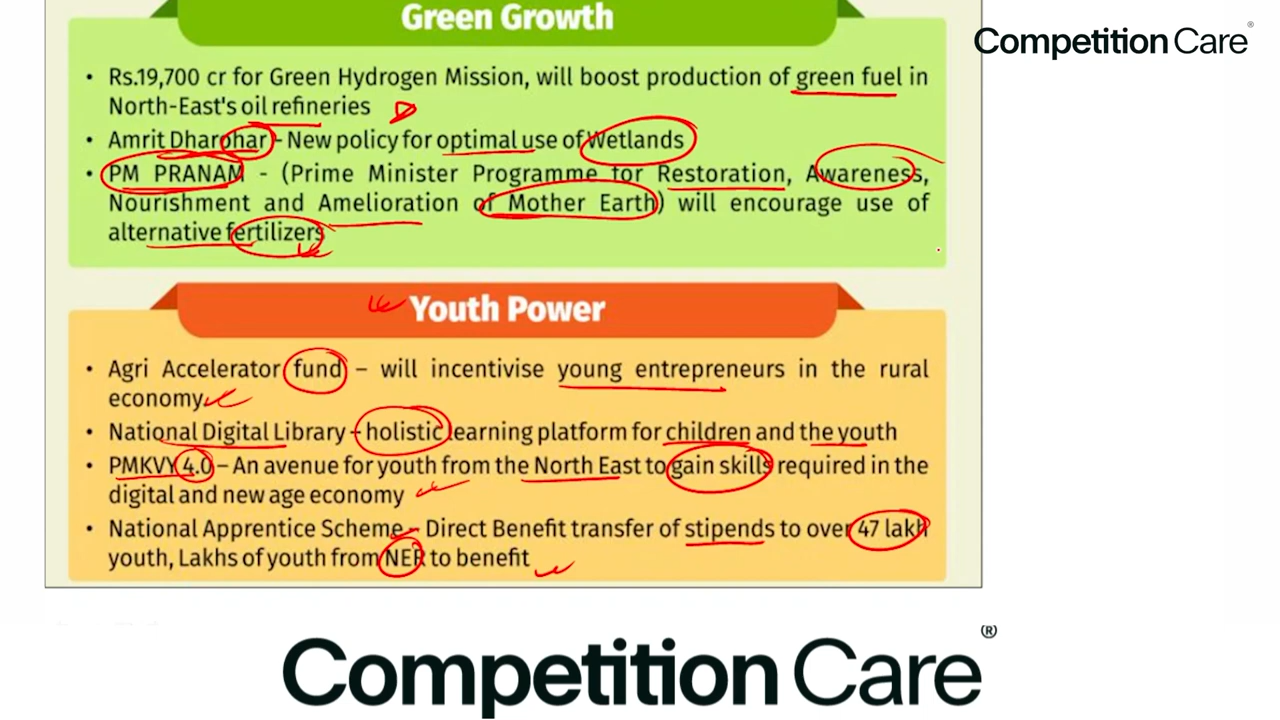 Green Growth
Competition Care®
• Rs.19,700 cr for Green Hydrogen Mission, will boost production of green fuel in
North-East's oil refineries
• Amrit Dharohar - New policy for optimal use of Wetlands
• PM PRANAM - (Prime Minister Programme for Restoration, Awareness,
Nourishment and Amelioration of Mother Earth) will encourage use of
alternative fertilizers
Youth Power
• Agri Accelerator fund – will incentivise young entrepreneurs in the rural
economy
• National Digital Library – holistic learning platform for children and the youth
• PMKVY 4.0 – An avenue for youth from the North East to gain skills required in the
digital and new age economy
• National Apprentice Scheme – Direct Benefit transfer of stipends to over 47 lakh
youth, Lakhs of youth from NER to benefit
Competition Care®